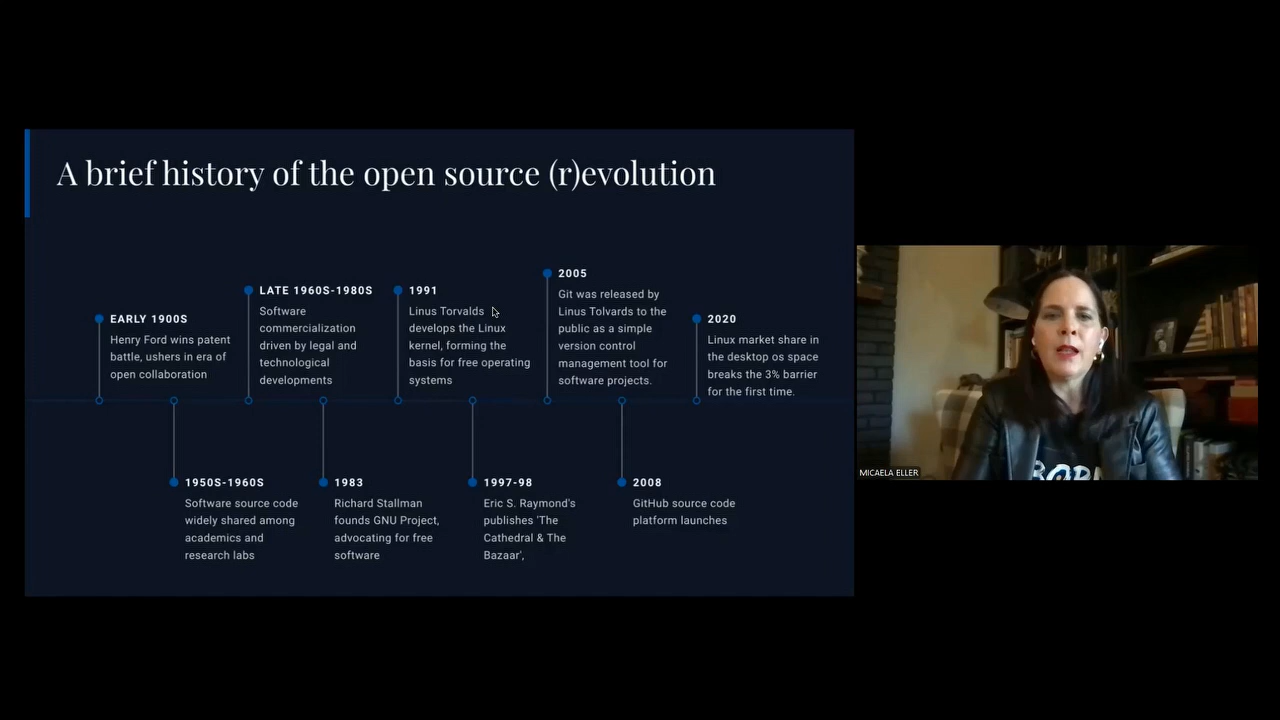 A brief history of the open source (r)evolution
EARLY 1900S
Henry Ford wins patent
battle, ushers in era of
open collaboration
1950S-1960S
Software source code
widely shared among
academics and
research labs
LATE 1960S-1980S
Software
commercialization
driven by legal and
technological
developments
1983
Richard Stallman
founds GNU Project,
advocating for free
software
1991
Linus Torvalds
develops the Linux
kernel, forming the
basis for free operating
systems
1997-98
Eric S. Raymond's
publishes 'The
Cathedral & The
Bazaar',
2005
Git was released by
Linus Tolvards to the
public as a simple
version control
management tool for
software projects.
2008
GitHub source code
platform launches
2020
Linux market share in
the desktop os space
breaks the 3% barrier
for the first time.
MICAELA ELLER